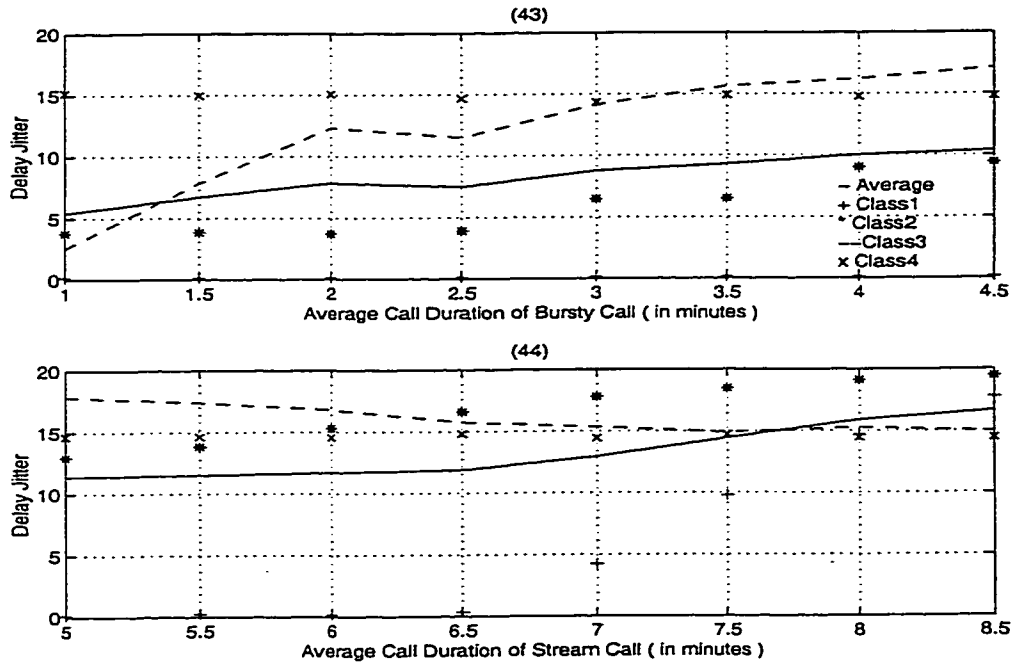 (43)
20
15
10
5
0
Delay Jitter
– Average
+ Class1
* Class2
—Class3
× Class4
1 1.5 2 2.5 3 3.5 4 4.5
Average Call Duration of Bursty Call ( in minutes )
(44)
20
15
10
5
0
Delay Jitter
5 5.5 6 6.5 7 7.5 8 8.5
Average Call Duration of Stream Call ( in minutes )